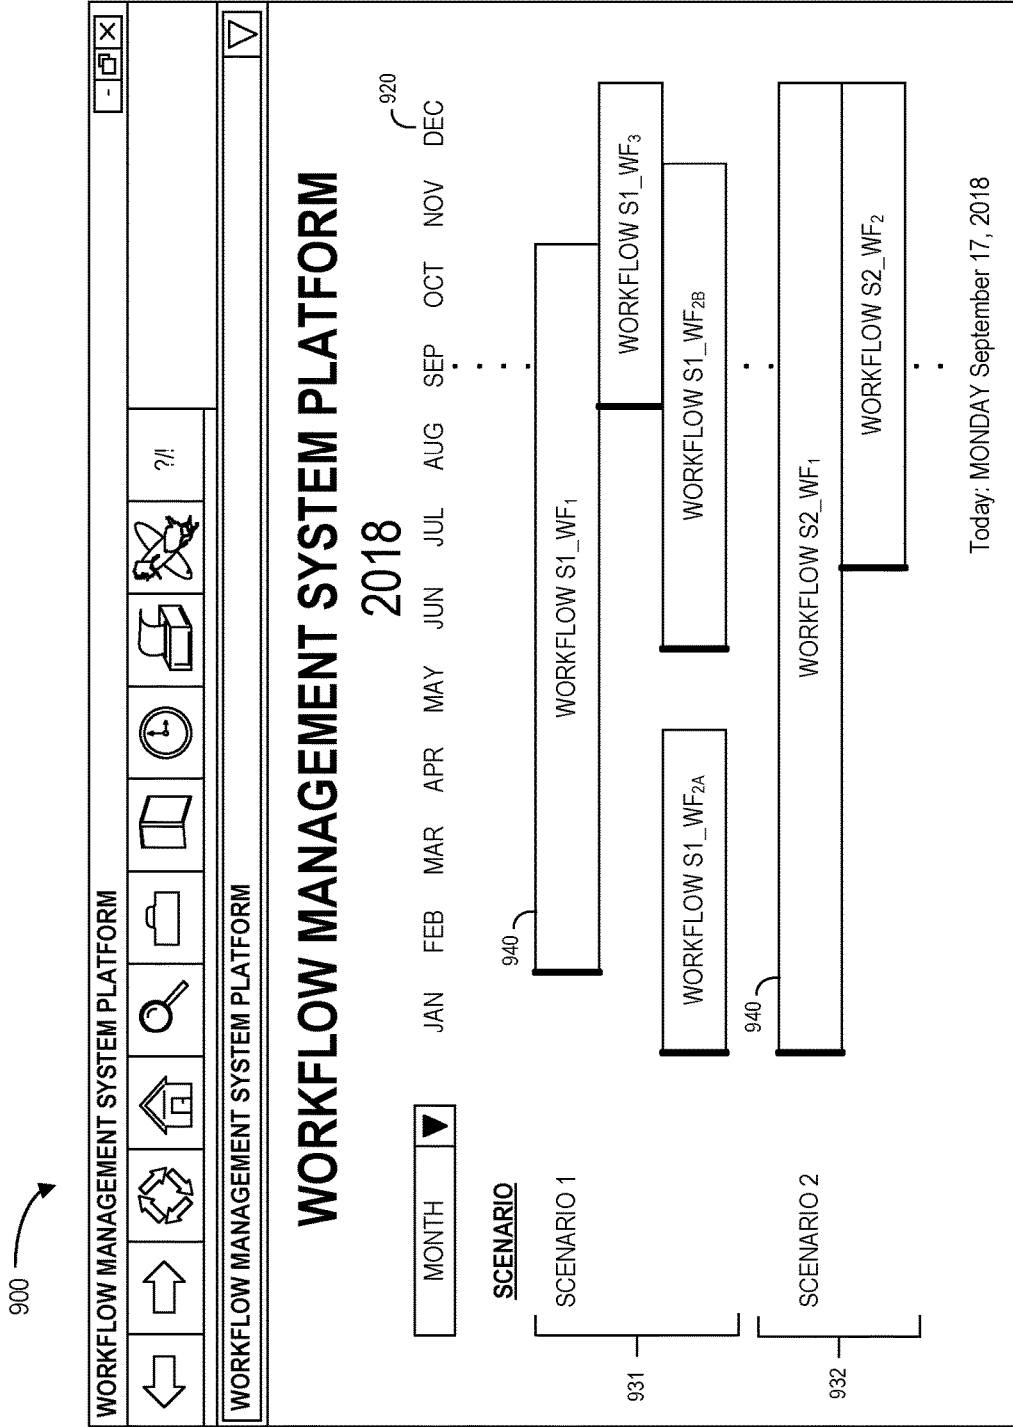 900
WORKFLOW MANAGEMENT SYSTEM PLATFORM
?/!
WORKFLOW MANAGEMENT SYSTEM PLATFORM
WORKFLOW MANAGEMENT SYSTEM PLATFORM
2018
920
MONTH JAN FEB MAR APR MAY JUN JUL AUG SEP OCT NOV DEC
SCENARIO
940
SCENARIO 1
WORKFLOW S1_WF1
931
WORKFLOW S1_WF3
WORKFLOW S1_WF2A
WORKFLOW S1_WF2B
940
SCENARIO 2
WORKFLOW S2_WF1
932
WORKFLOW S2_WF2
Today: MONDAY September 17, 2018